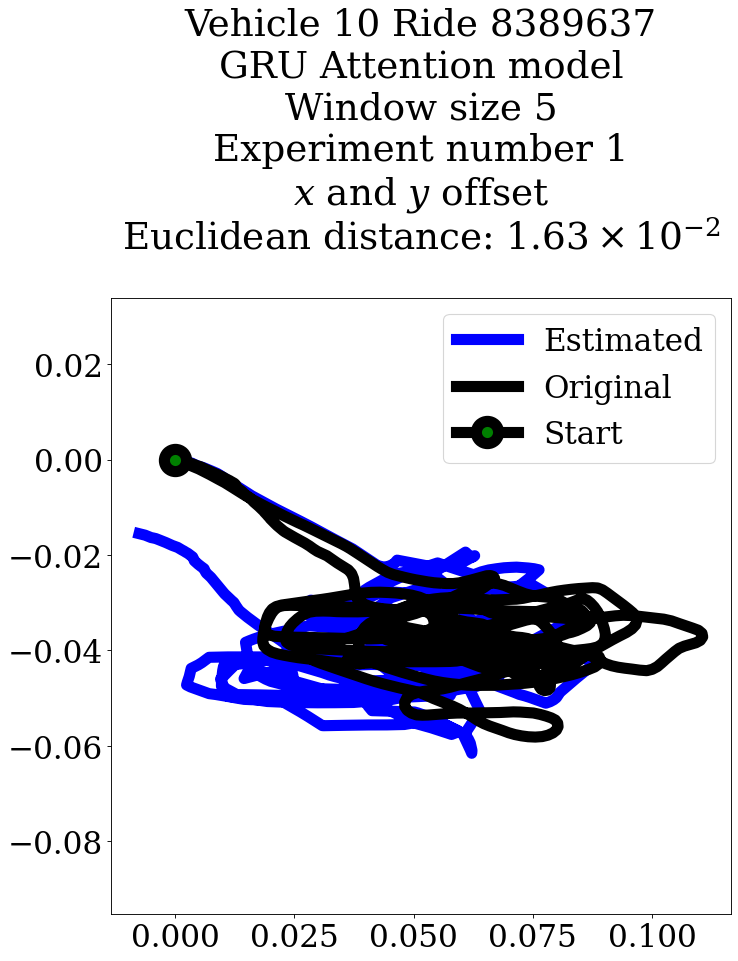 Vehicle 10 Ride 8389637
GRU Attention model
Window size 5
Experiment number 1
x and y offset
Euclidean distance: 1.63 × 10⁻²
Estimated
Original
Start
0.02
0.00
−0.02
−0.04
−0.06
−0.08
0.000 0.025 0.050 0.075 0.100